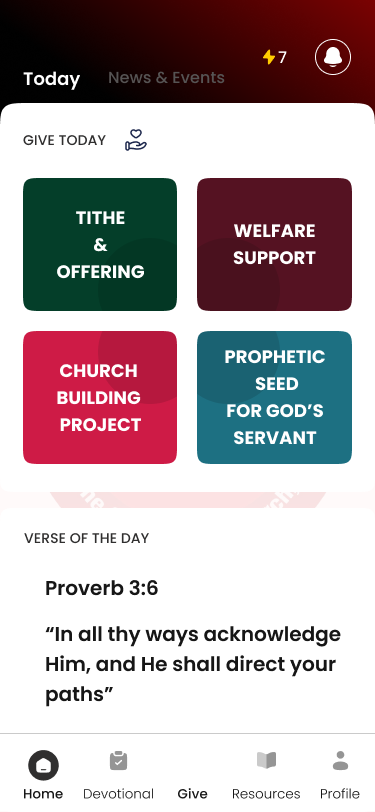 7
Today News & Events
GIVE TODAY
TITHE
&
OFFERING
WELFARE
SUPPORT
CHURCH
BUILDING
PROJECT
PROPHETIC
SEED
FOR GOD’S
SERVANT
VERSE OF THE DAY
Proverb 3:6
“In all thy ways acknowledge
Him, and He shall direct your
paths”
Home Devotional Give Resources Profile